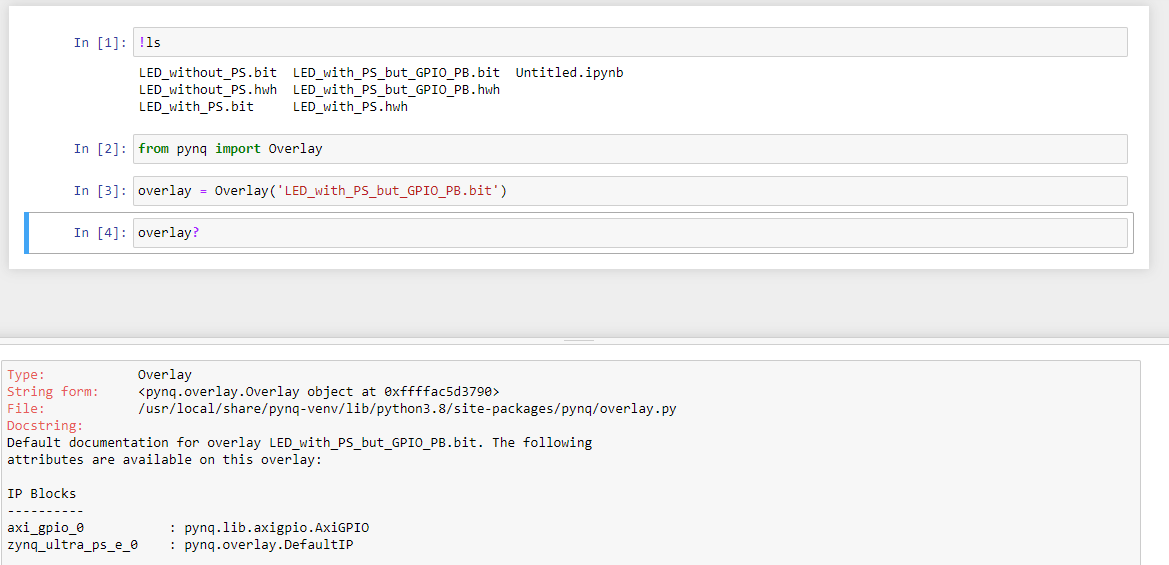 In [1]: !ls
LED_without_PS.bit  LED_with_PS_but_GPIO_PB.bit  Untitled.ipynb
LED_without_PS.hwh  LED_with_PS_but_GPIO_PB.hwh
LED_with_PS.bit     LED_with_PS.hwh
In [2]: from pynq import Overlay
In [3]: overlay = Overlay('LED_with_PS_but_GPIO_PB.bit')
In [4]: overlay?
Type:            Overlay
String form:     <pynq.overlay.Overlay object at 0xffffac5d3790>
File:            /usr/local/share/pynq-venv/lib/python3.8/site-packages/pynq/overlay.py
Docstring:
Default documentation for overlay LED_with_PS_but_GPIO_PB.bit. The following
attributes are available on this overlay:
IP Blocks
----------
axi_gpio_0           : pynq.lib.axigpio.AxiGPIO
zynq_ultra_ps_e_0    : pynq.overlay.DefaultIP